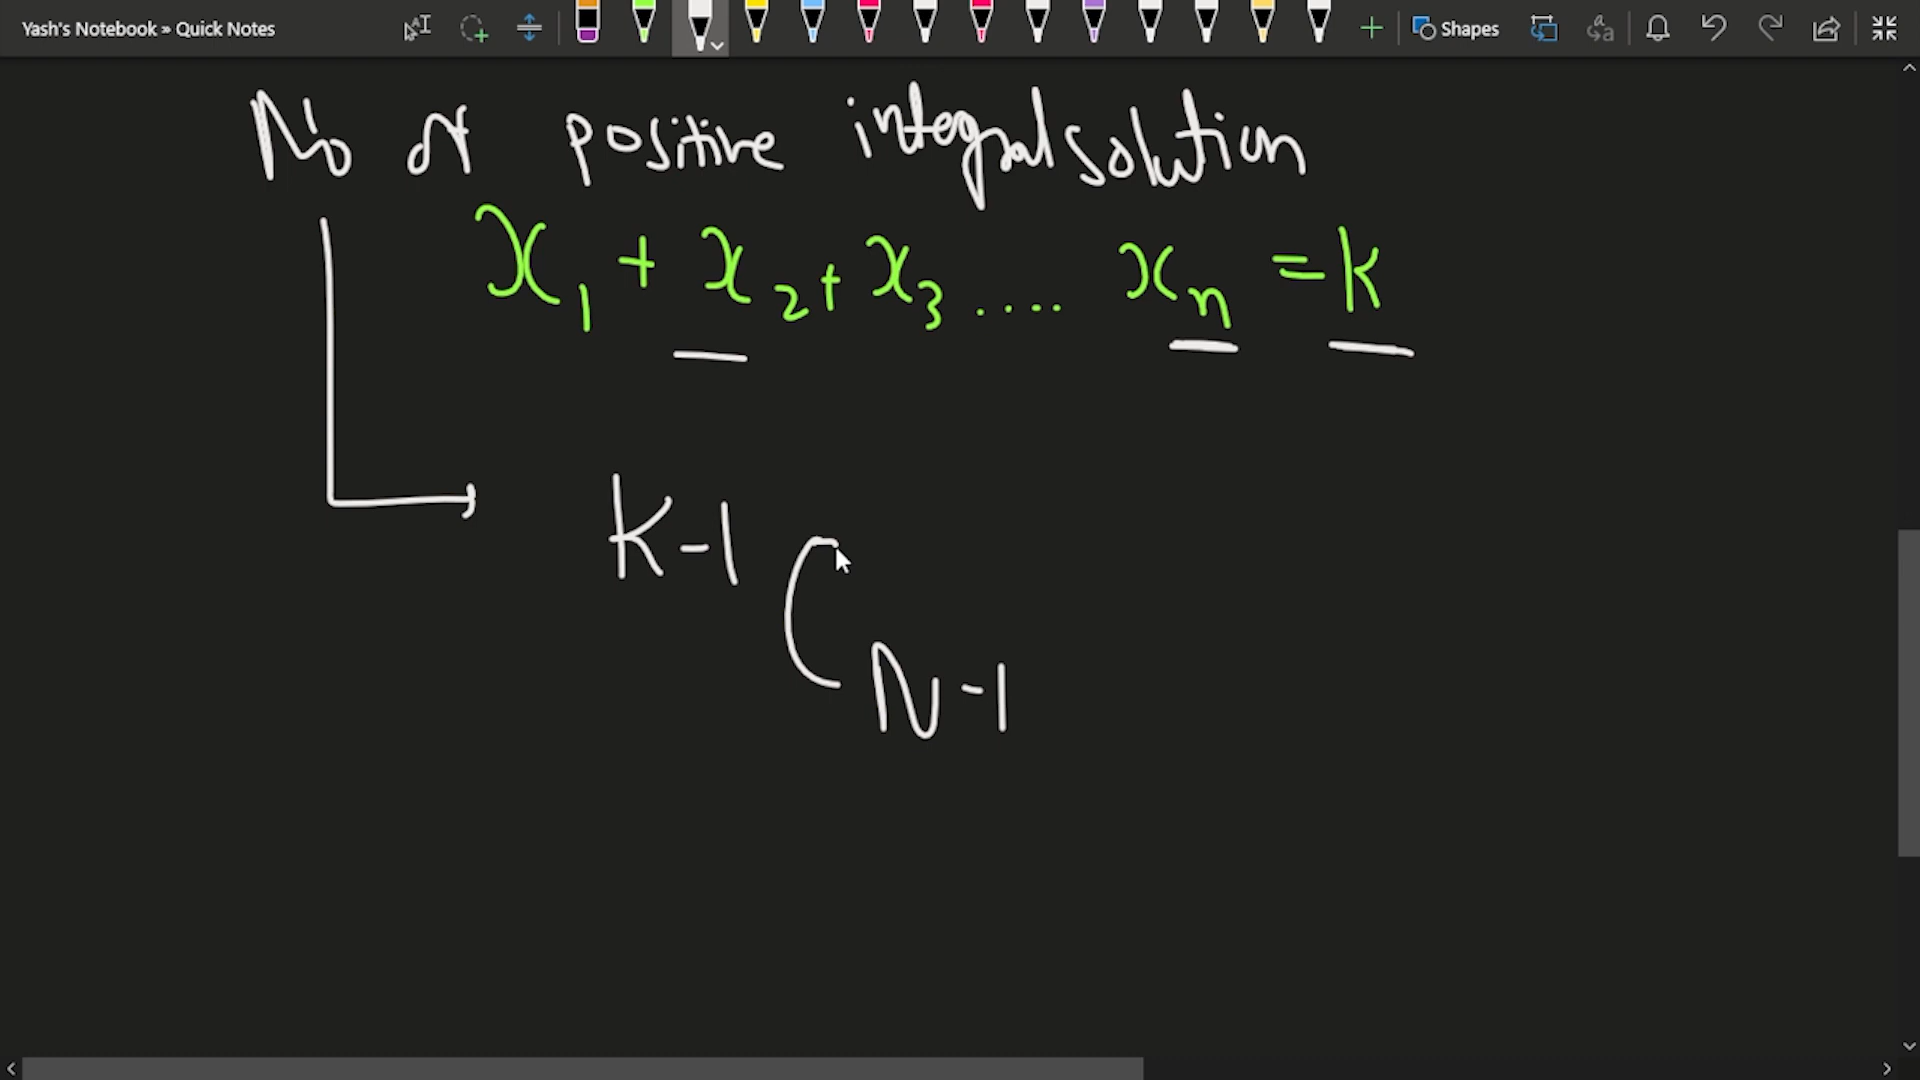 Yash's Notebook » Quick Notes
Shapes
No of positive integral solution
x₁ + x₂ + x₃ .... xₙ = k
K-1
C
N-1